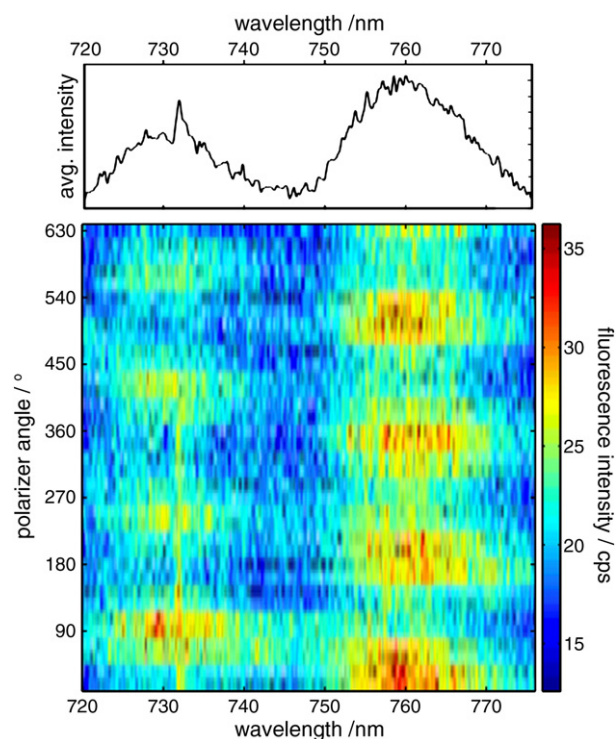 wavelength /nm
720 730 740 750 760 770
avg. intensity
630
540
450
360
270
180
90
polarizer angle / °
720 730 740 750 760 770
wavelength /nm
35
30
25
20
15
fluorescence intensity / cps